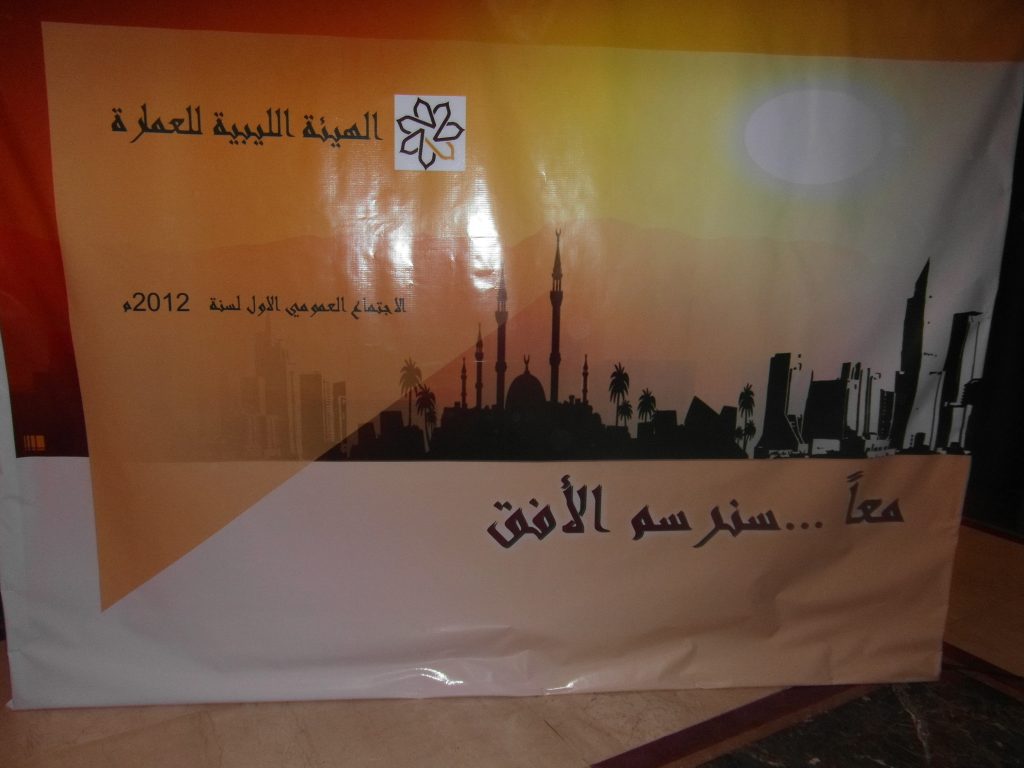 الهيئة الليبية للعمارة
الاجتماع العمومي الاول لسنة 2012م
معاً ...سنرسم الأفق